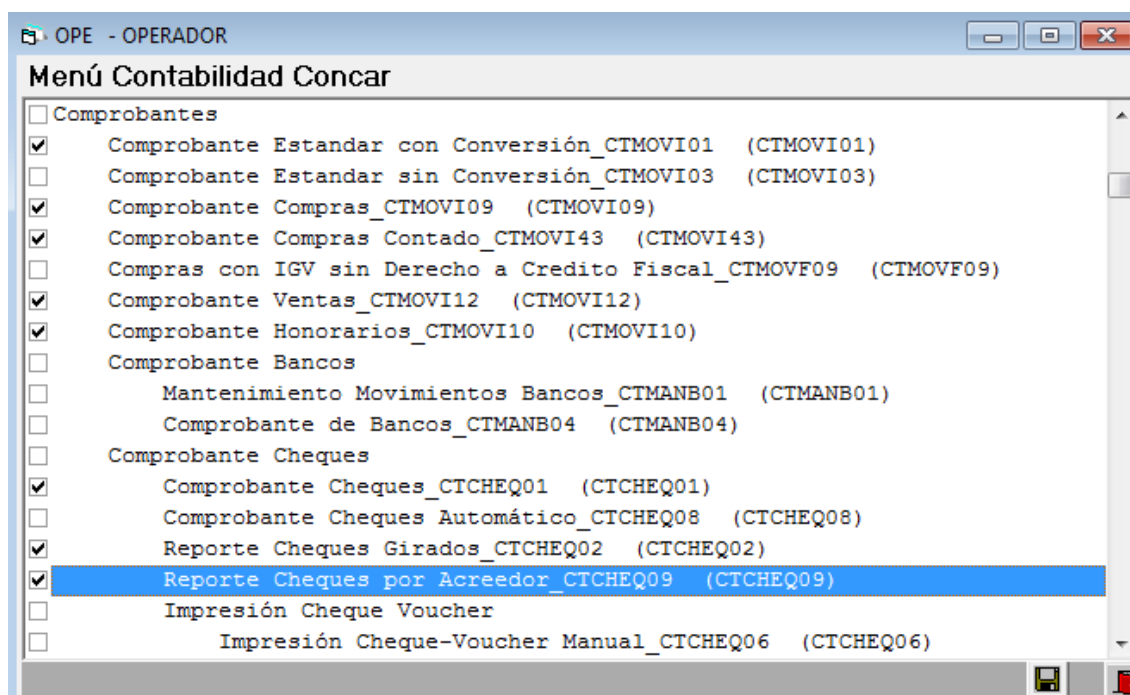 OPE - OPERADOR
Menú Contabilidad Concar
Comprobantes
Comprobante Estandar con Conversión_CTMOVI01 (CTMOVI01)
Comprobante Estandar sin Conversión_CTMOVI03 (CTMOVI03)
Comprobante Compras_CTMOVI09 (CTMOVI09)
Comprobante Compras Contado_CTMOVI43 (CTMOVI43)
Compras con IGV sin Derecho a Credito Fiscal_CTMOVF09 (CTMOVF09)
Comprobante Ventas_CTMOVI12 (CTMOVI12)
Comprobante Honorarios_CTMOVI10 (CTMOVI10)
Comprobante Bancos
Mantenimiento Movimientos Bancos_CTMANB01 (CTMANB01)
Comprobante de Bancos_CTMANB04 (CTMANB04)
Comprobante Cheques
Comprobante Cheques_CTCHEQ01 (CTCHEQ01)
Comprobante Cheques Automático_CTCHEQ08 (CTCHEQ08)
Reporte Cheques Girados_CTCHEQ02 (CTCHEQ02)
Reporte Cheques por Acreedor_CTCHEQ09 (CTCHEQ09)
Impresión Cheque Voucher
Impresión Cheque-Voucher Manual_CTCHEQ06 (CTCHEQ06)